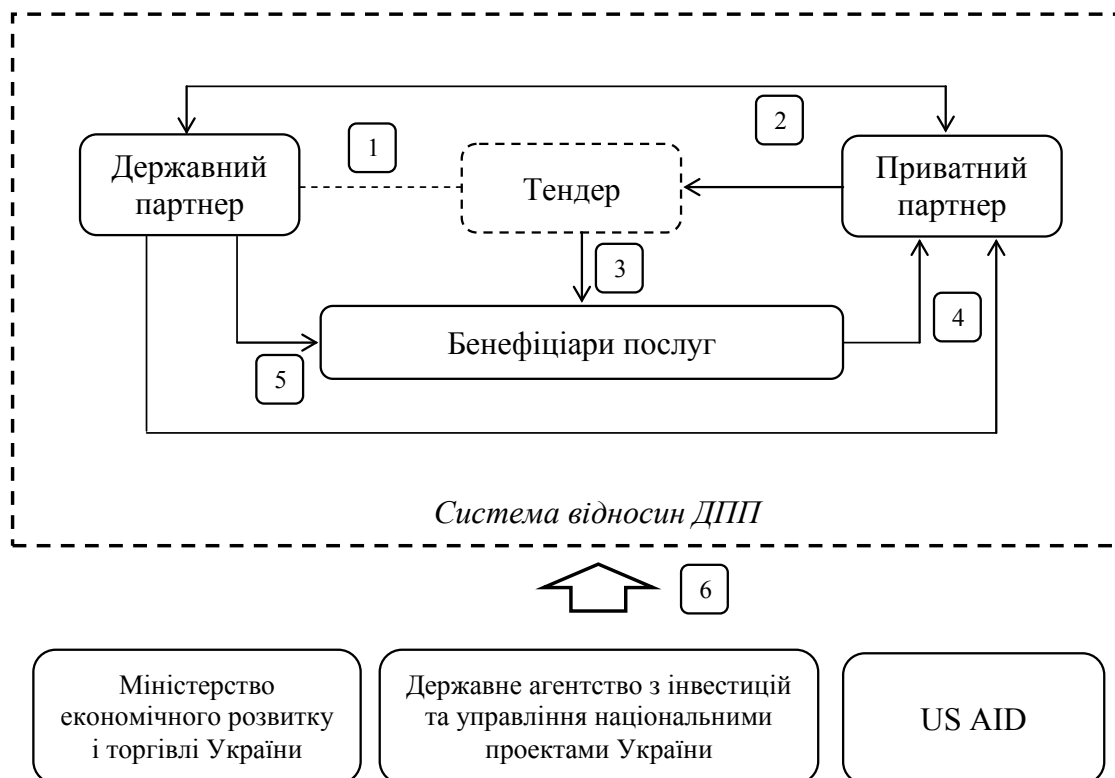 2
1
Державний
партнер
Тендер
Приватний
партнер
3
4
Бенефіціари послуг
5
Система відносин ДПП
6
Міністерство
економічного розвитку
і торгівлі України
Державне агентство з інвестицій
та управління національними
проектами України
US AID